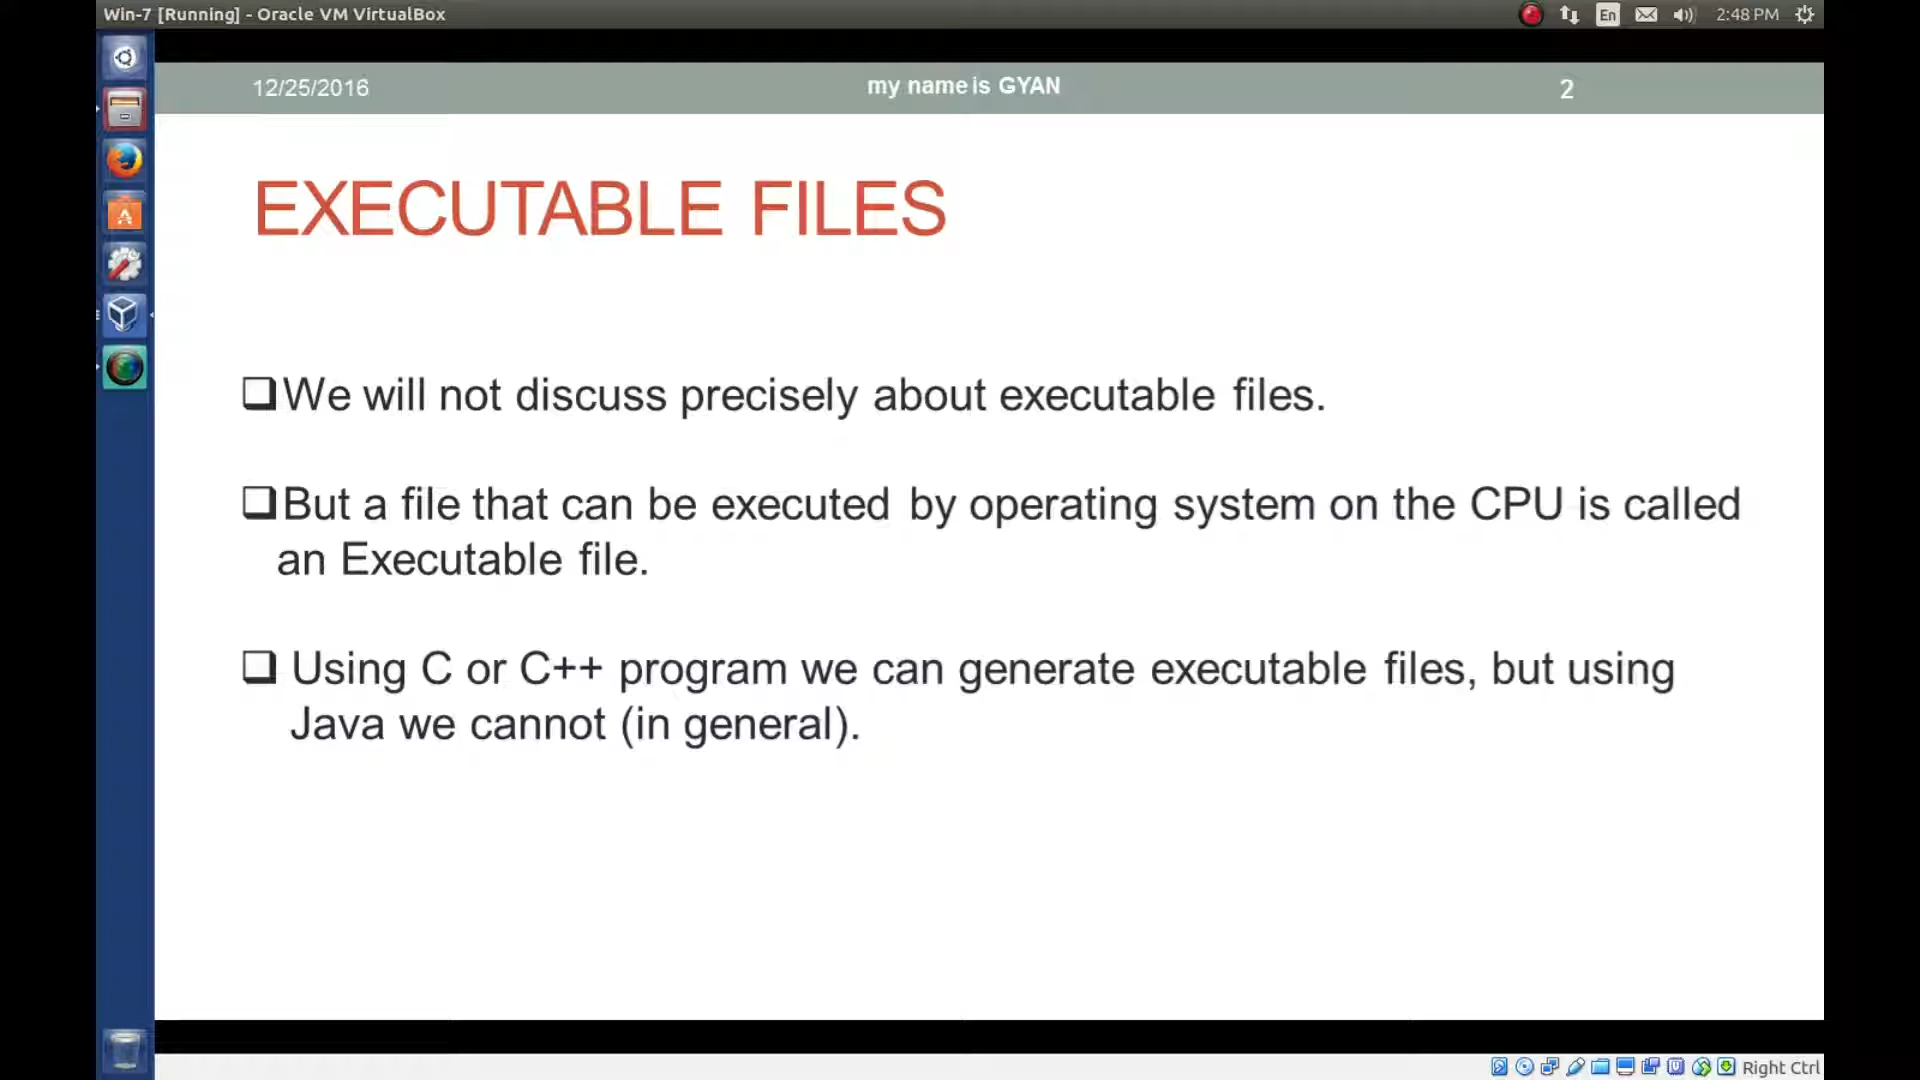 Win-7 [Running] - Oracle VM VirtualBox
En
2:48 PM
12/25/2016
my name is GYAN
2
EXECUTABLE FILES
We will not discuss precisely about executable files.
But a file that can be executed by operating system on the CPU is called
an Executable file.
Using C or C++ program we can generate executable files, but using
Java we cannot (in general).
Right Ctrl